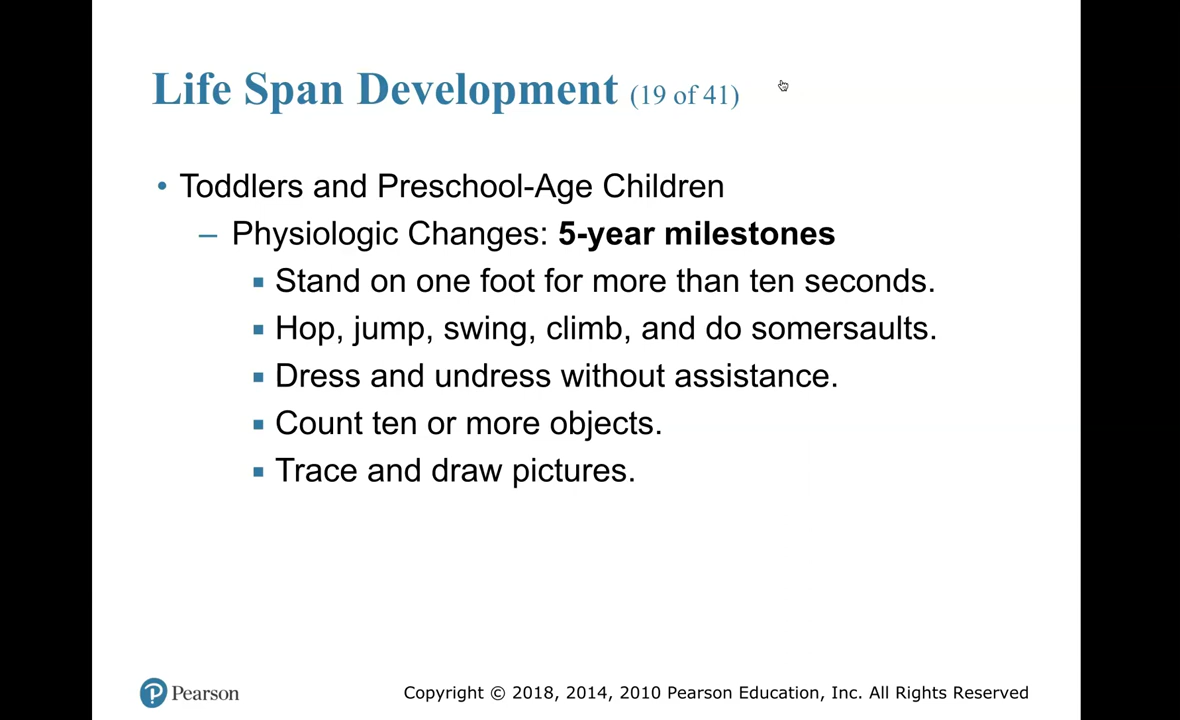 Life Span Development (19 of 41)
• Toddlers and Preschool-Age Children
– Physiologic Changes: 5-year milestones
▪ Stand on one foot for more than ten seconds.
▪ Hop, jump, swing, climb, and do somersaults.
▪ Dress and undress without assistance.
▪ Count ten or more objects.
▪ Trace and draw pictures.
P Pearson
Copyright © 2018, 2014, 2010 Pearson Education, Inc. All Rights Reserved